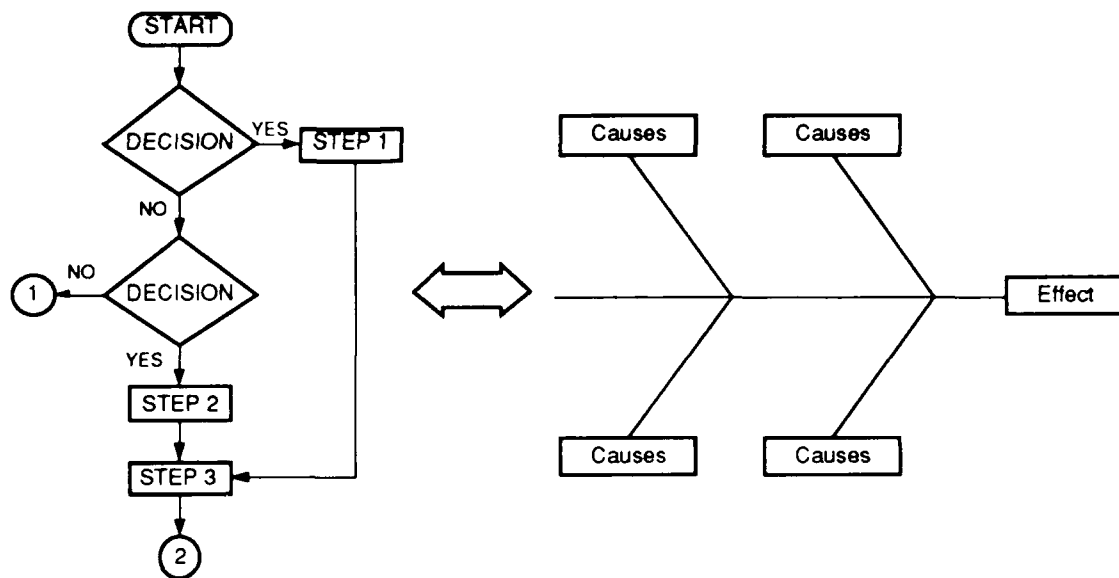 START
DECISION
YES
STEP 1
NO
DECISION
NO
1
YES
STEP 2
STEP 3
2
Causes
Causes
Effect
Causes
Causes